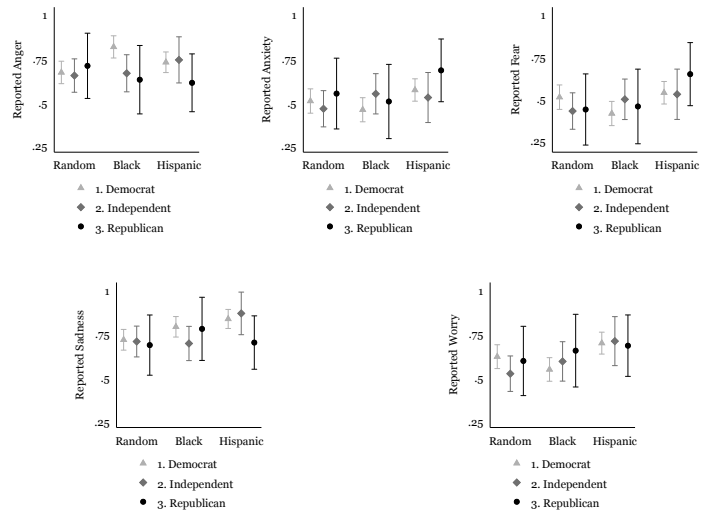 Reported Anger
1
.75
.5
.25
Random Black Hispanic
1. Democrat
2. Independent
3. Republican
Reported Anxiety
1
.75
.5
.25
Random Black Hispanic
1. Democrat
2. Independent
3. Republican
Reported Fear
1
.75
.5
.25
Random Black Hispanic
1. Democrat
2. Independent
3. Republican
Reported Sadness
1
.75
.5
.25
Random Black Hispanic
1. Democrat
2. Independent
3. Republican
Reported Worry
1
.75
.5
.25
Random Black Hispanic
1. Democrat
2. Independent
3. Republican